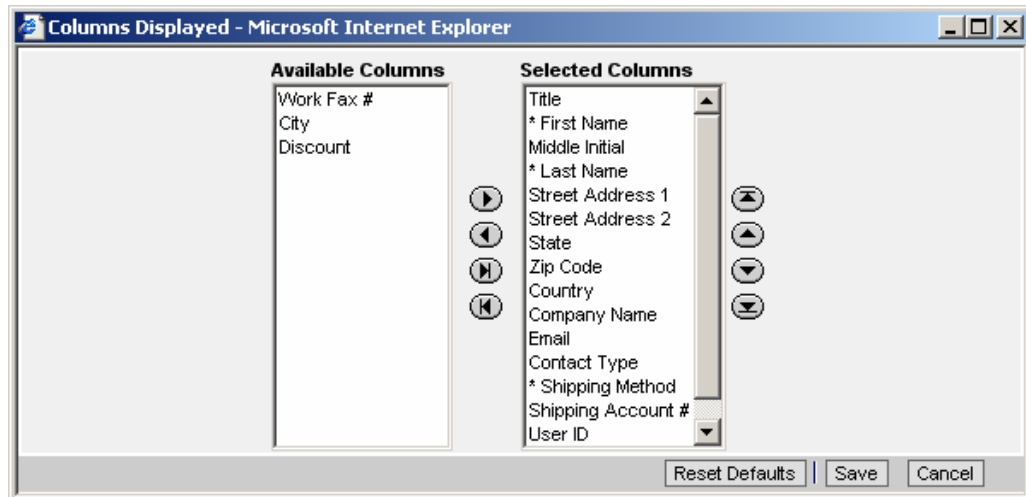 Columns Displayed - Microsoft Internet Explorer
Available Columns
Work Fax #
City
Discount
Selected Columns
Title
* First Name
Middle Initial
* Last Name
Street Address 1
Street Address 2
State
Zip Code
Country
Company Name
Email
Contact Type
* Shipping Method
Shipping Account #
User ID
Reset Defaults
Save
Cancel